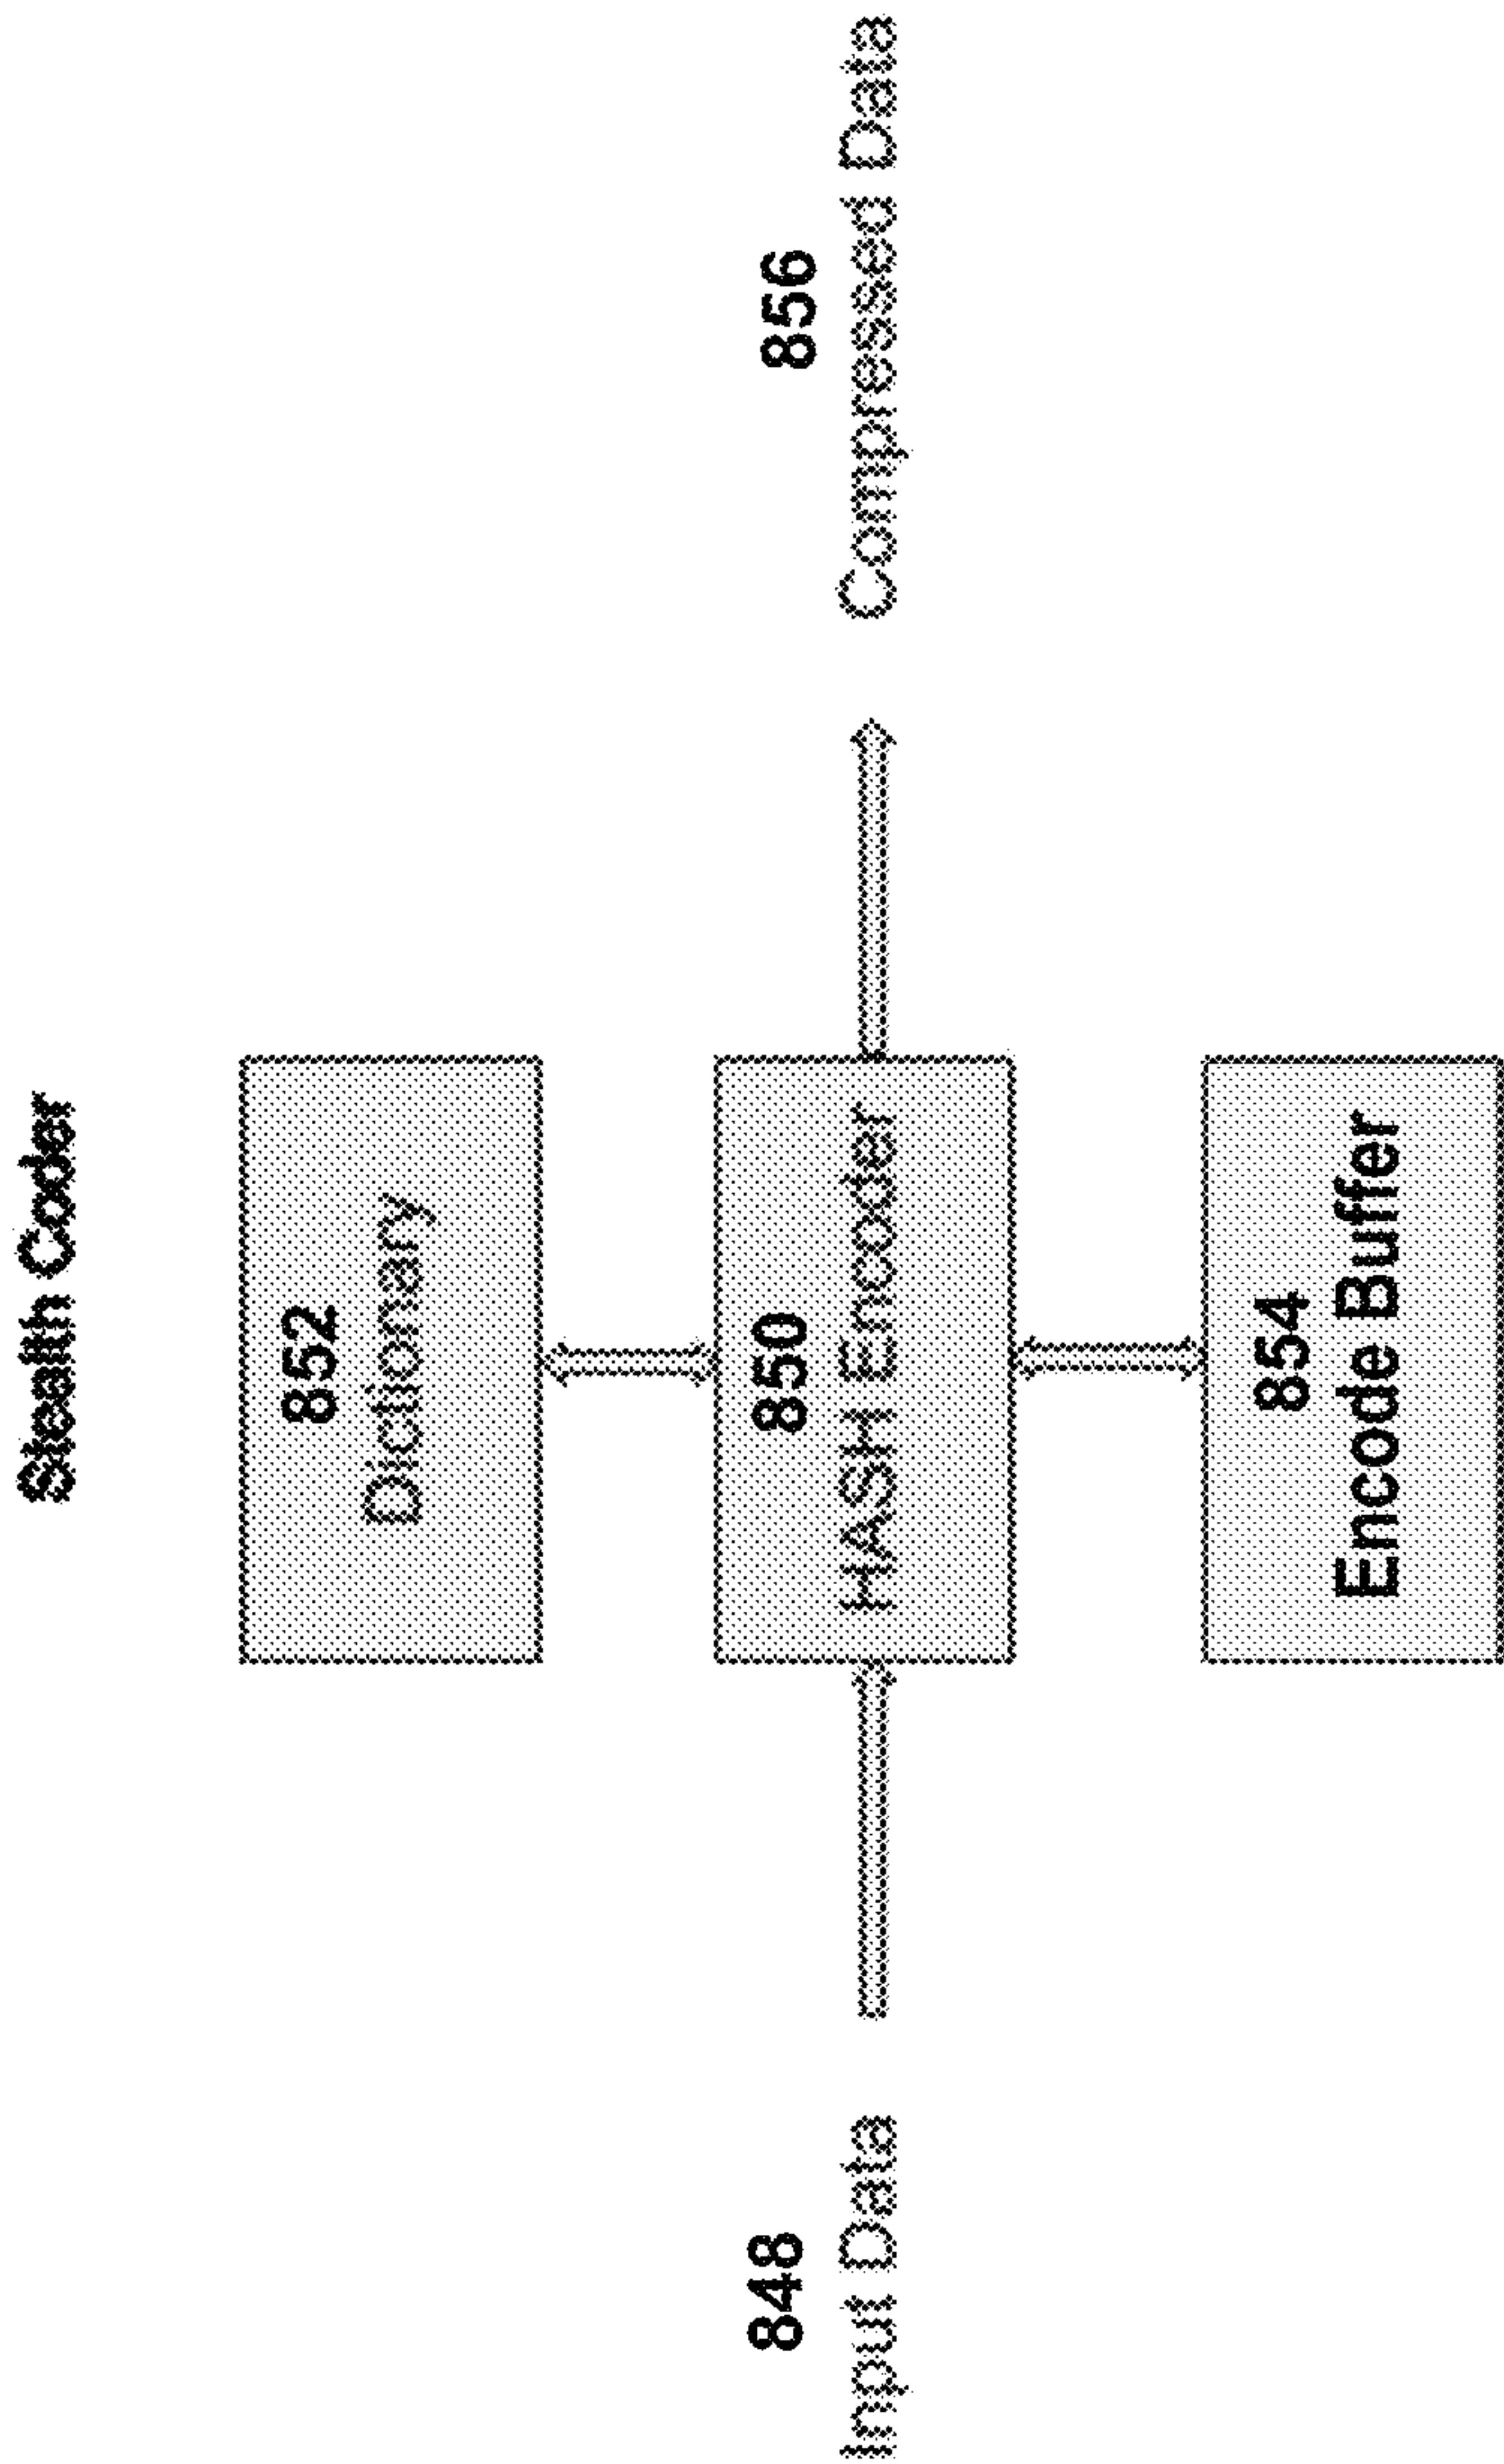 Stealth Coder
852
Dictionary
848
Input Data
850
HASH Encoder
856
Compressed Data
854
Encode Buffer